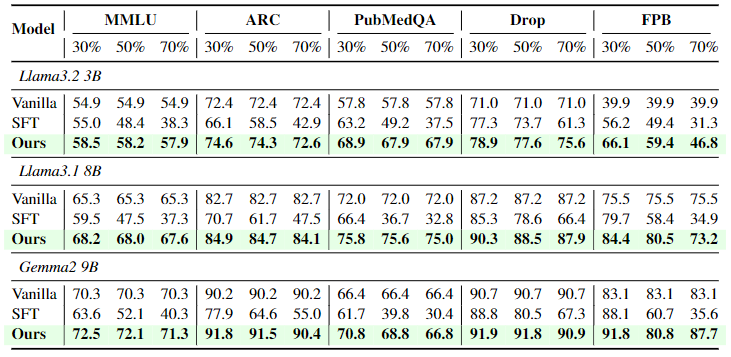 Model MMLU ARC PubMedQA Drop FPB
30% 50% 70% 30% 50% 70% 30% 50% 70% 30% 50% 70% 30% 50% 70%
Llama3.2 3B
Vanilla 54.9 54.9 54.9 72.4 72.4 72.4 57.8 57.8 57.8 71.0 71.0 71.0 39.9 39.9 39.9
SFT 55.0 48.4 38.3 66.1 58.5 42.9 63.2 49.2 37.5 77.3 73.7 61.3 56.2 49.4 31.3
Ours 58.5 58.2 57.9 74.6 74.3 72.6 68.9 67.9 67.9 78.9 77.6 75.6 66.1 59.4 46.8
Llama3.1 8B
Vanilla 65.3 65.3 65.3 82.7 82.7 82.7 72.0 72.0 72.0 87.2 87.2 87.2 75.5 75.5 75.5
SFT 59.5 47.5 37.3 70.7 61.7 47.5 66.4 36.7 32.8 85.3 78.6 66.4 79.7 58.4 34.9
Ours 68.2 68.0 67.6 84.9 84.7 84.1 75.8 75.6 75.0 90.3 88.5 87.9 84.4 80.5 73.2
Gemma2 9B
Vanilla 70.3 70.3 70.3 90.2 90.2 90.2 66.4 66.4 66.4 90.7 90.7 90.7 83.1 83.1 83.1
SFT 63.6 52.1 40.3 77.9 64.6 55.0 61.7 39.8 30.4 88.8 80.5 67.3 88.1 60.7 35.6
Ours 72.5 72.1 71.3 91.8 91.5 90.4 70.8 68.8 66.8 91.9 91.8 90.9 91.8 80.8 87.7